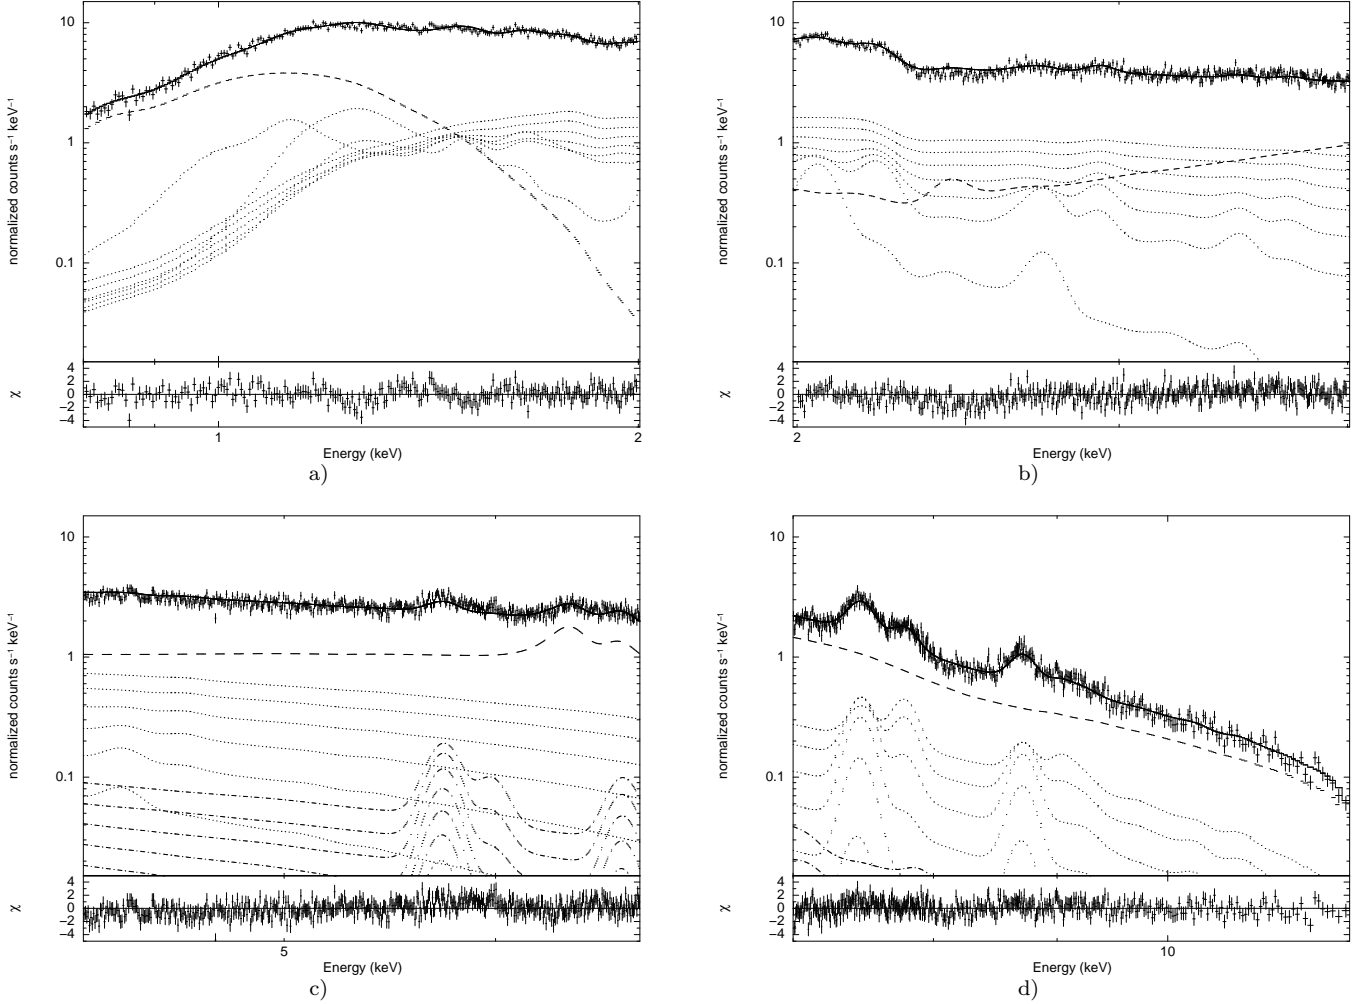 10
1
0.1
normalized counts s⁻¹ keV⁻¹
4
2
0
−2
−4
χ
1
2
Energy (keV)
a)
10
1
0.1
normalized counts s⁻¹ keV⁻¹
4
2
0
−2
−4
χ
2
Energy (keV)
b)
10
1
0.1
normalized counts s⁻¹ keV⁻¹
4
2
0
−2
−4
χ
5
Energy (keV)
c)
10
1
0.1
normalized counts s⁻¹ keV⁻¹
4
2
0
−2
−4
χ
10
Energy (keV)
d)